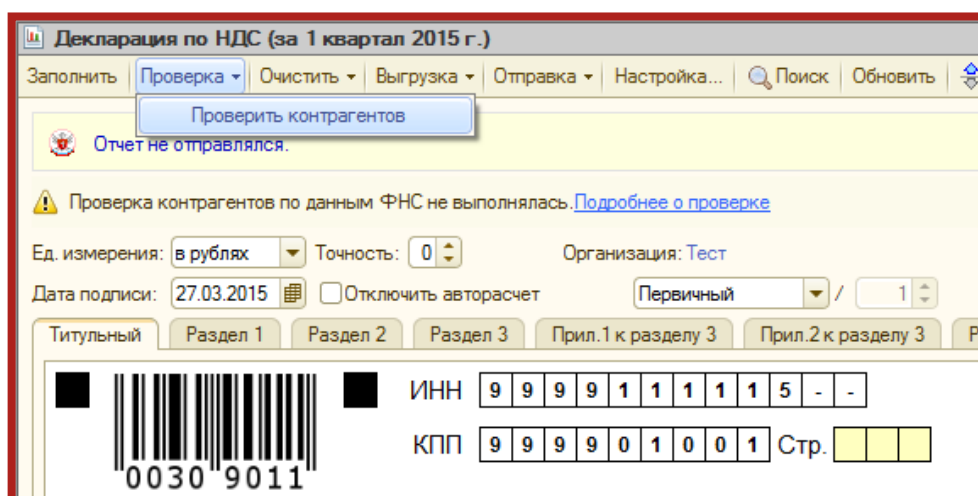 Декларация по НДС (за 1 квартал 2015 г.)
Заполнить Проверка Очистить Выгрузка Отправка Настройка... Поиск Обновить
Проверить контрагентов
Отчет не отправлялся.
Проверка контрагентов по данным ФНС не выполнялась. Подробнее о проверке
Ед. измерения: в рублях Точность: 0 Организация: Тест
Дата подписи: 27.03.2015 Отключить авторасчет Первичный / 1
Титульный Раздел 1 Раздел 2 Раздел 3 Прил.1 к разделу 3 Прил.2 к разделу 3 Р
ИНН 9 9 9 9 1 1 1 1 1 5 - -
КПП 9 9 9 9 0 1 0 0 1 Стр.
0030 9011